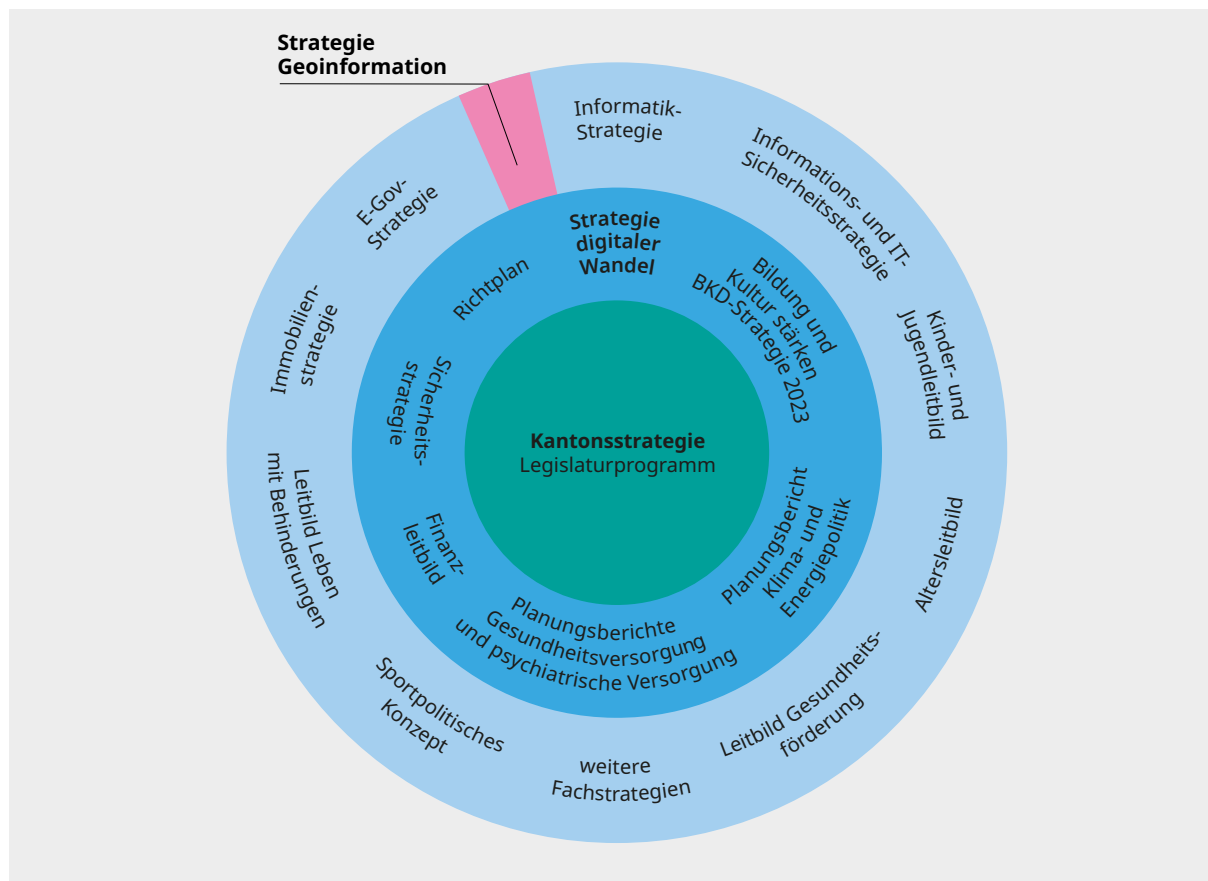 Strategie
Geoinformation
Informatik-
Strategie
Informations- und IT-
Sicherheitsstrategie
Kinder- und
Jugendleitbild
Altersleitbild
Leitbild Gesundheits-
förderung
weitere
Fachstrategien
Sportpolitisches
Konzept
Leitbild Leben
mit Behinderungen
Immobilien-
strategie
E-Gov-
Strategie
Strategie
digitaler
Wandel
Bildung und
Kultur stärken
BKD-Strategie 2023
Planungsbericht
Klima- und
Energiepolitik
Planungsberichte
Gesundheitsversorgung
und psychiatrische Versorgung
Finanz-
leitbild
Sicherheits-
strategie
Richtplan
Kantonsstrategie
Legislaturprogramm